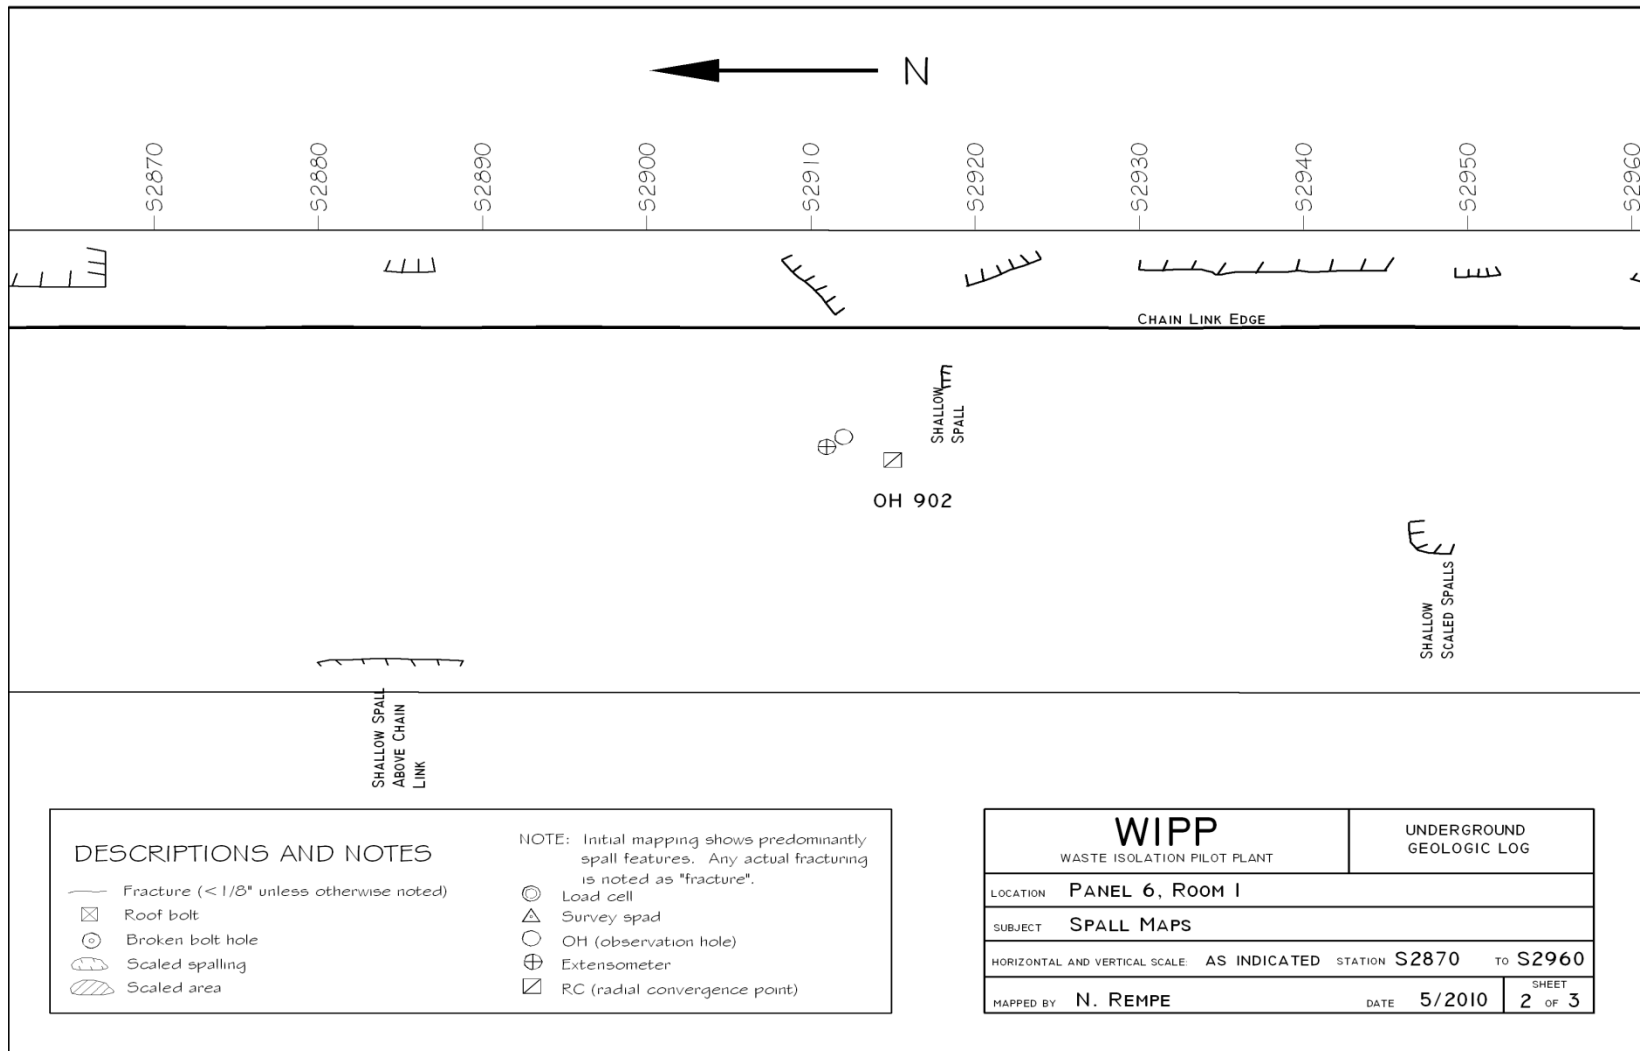 N
S2870
S2880
S2890
S2900
S2910
S2920
S2930
S2940
S2950
S2960
CHAIN LINK EDGE
SHALLOW
SPALL
OH 902
SHALLOW
SCALED SPALLS
SHALLOW SPALL
ABOVE CHAIN
LINK
DESCRIPTIONS AND NOTES
Fracture (< 1/8" unless otherwise noted)
Roof bolt
Broken bolt hole
Scaled spalling
Scaled area
NOTE: Initial mapping shows predominantly
spall features. Any actual fracturing
is noted as "fracture".
Load cell
Survey spad
OH (observation hole)
Extensometer
RC (radial convergence point)
WIPP
WASTE ISOLATION PILOT PLANT
UNDERGROUND
GEOLOGIC LOG
LOCATION PANEL 6, ROOM 1
SUBJECT SPALL MAPS
HORIZONTAL AND VERTICAL SCALE: AS INDICATED STATION S2870 TO S2960
MAPPED BY N. REMPE DATE 5/2010
SHEET
2 OF 3